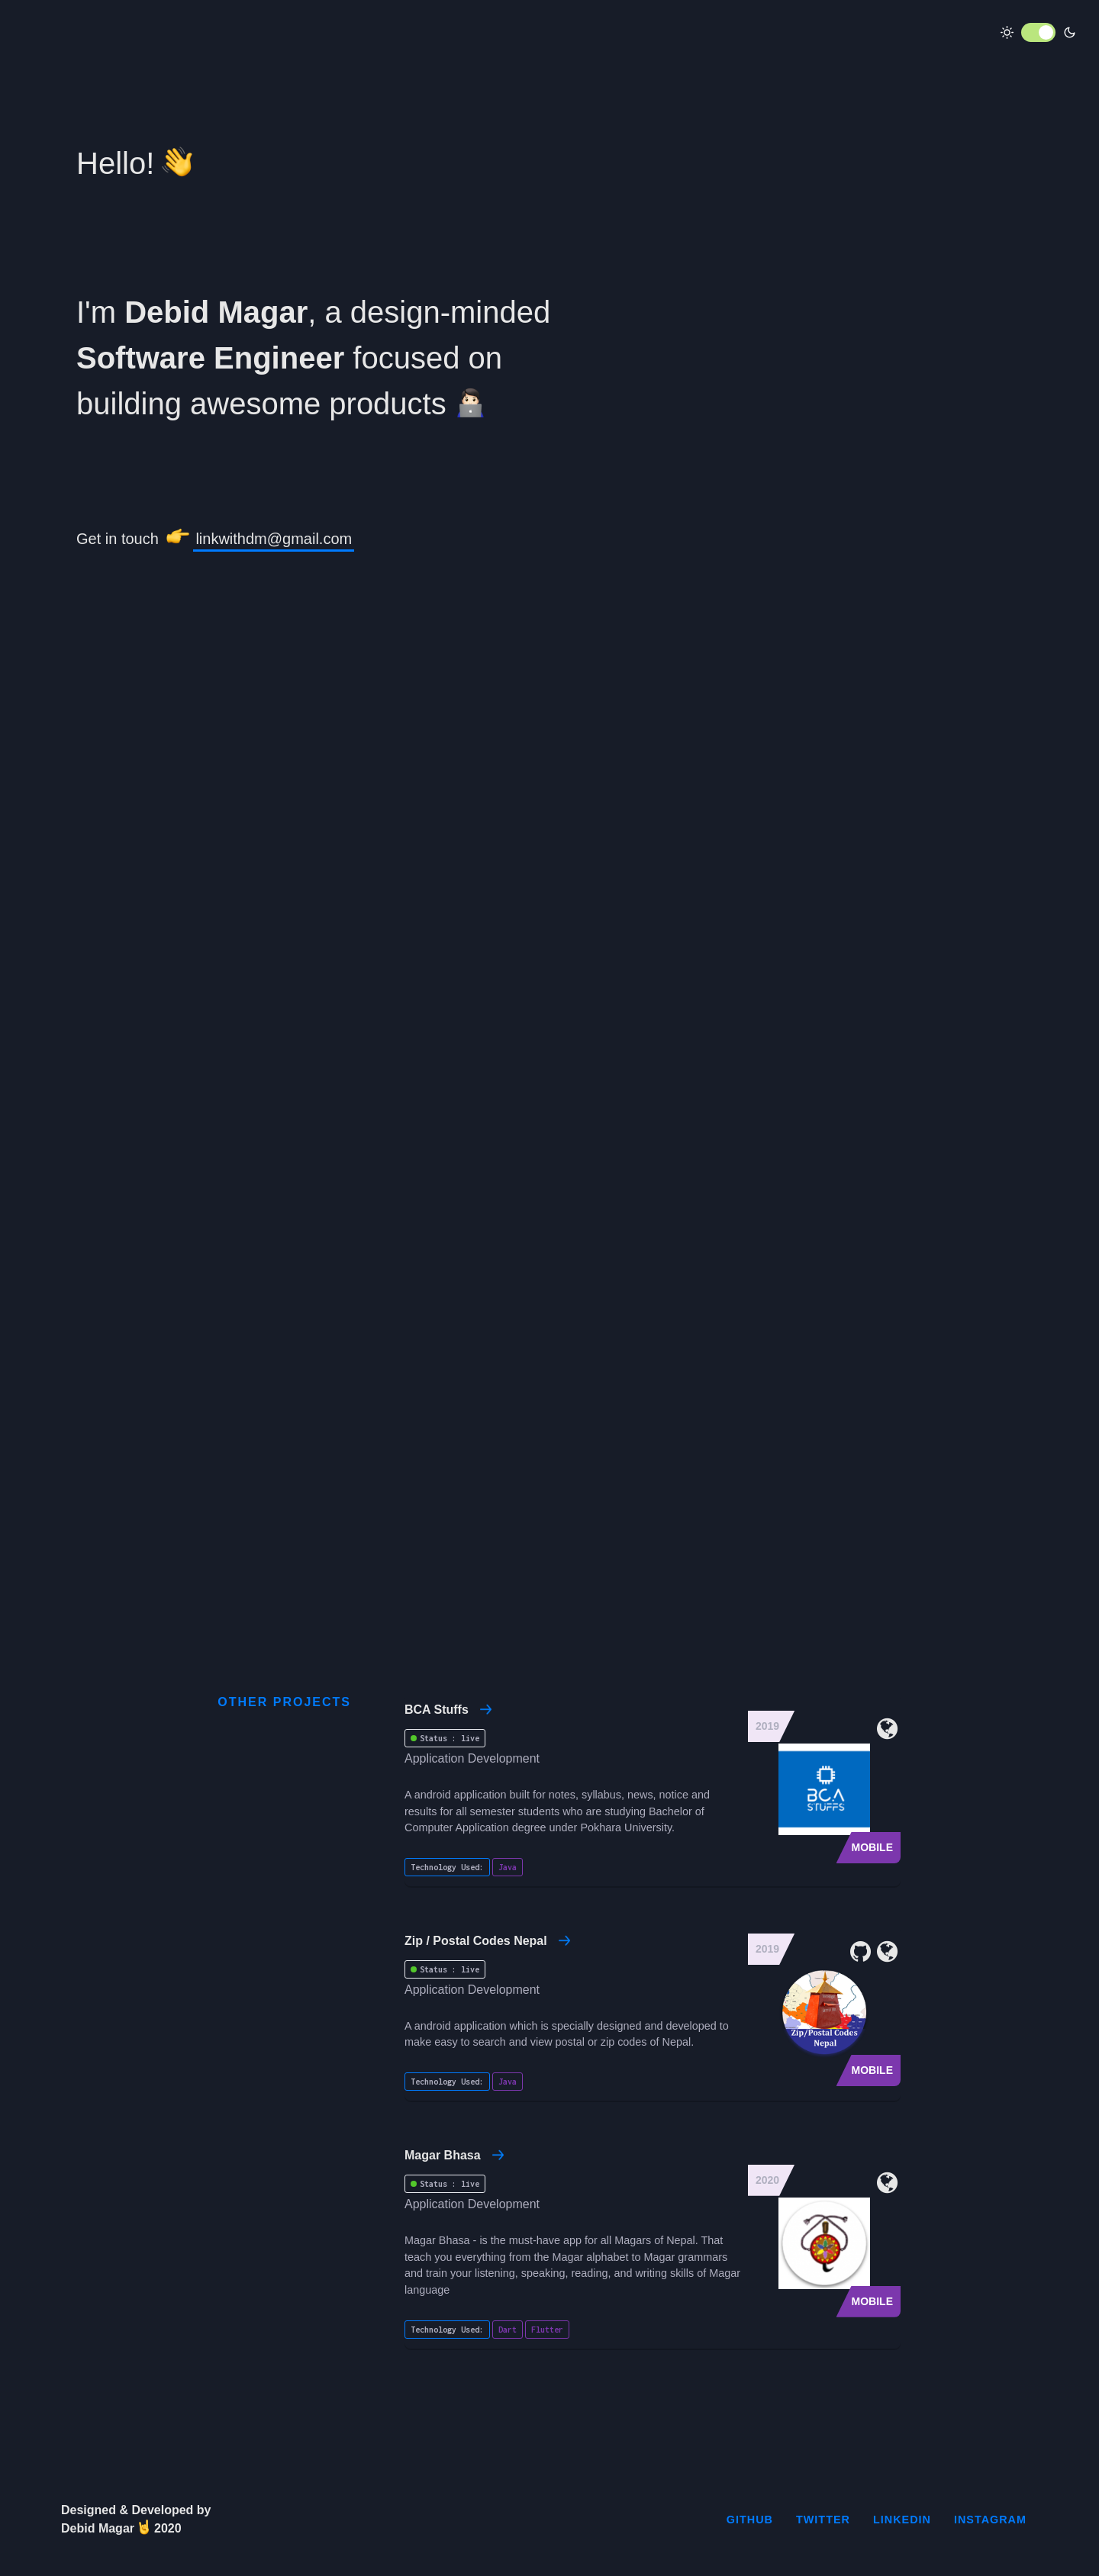 Hello! 👋
I'm Debid Magar, a design-minded
Software Engineer focused on
building awesome products 👨🏻‍💻
Get in touch 👉 linkwithdm@gmail.com
OTHER PROJECTS
BCA Stuffs →
Status : live
Application Development
A android application built for notes, syllabus, news, notice and
results for all semester students who are studying Bachelor of
Computer Application degree under Pokhara University.
Technology Used: Java
2019
BCA
STUFFS
MOBILE
Zip / Postal Codes Nepal →
Status : live
Application Development
A android application which is specially designed and developed to
make easy to search and view postal or zip codes of Nepal.
Technology Used: Java
2019
Zip/Postal Codes
Nepal
MOBILE
Magar Bhasa →
Status : live
Application Development
Magar Bhasa - is the must-have app for all Magars of Nepal. That
teach you everything from the Magar alphabet to Magar grammars
and train your listening, speaking, reading, and writing skills of Magar
language
Technology Used: Dart Flutter
2020
MOBILE
Designed & Developed by
Debid Magar 🤘 2020
GITHUB TWITTER LINKEDIN INSTAGRAM